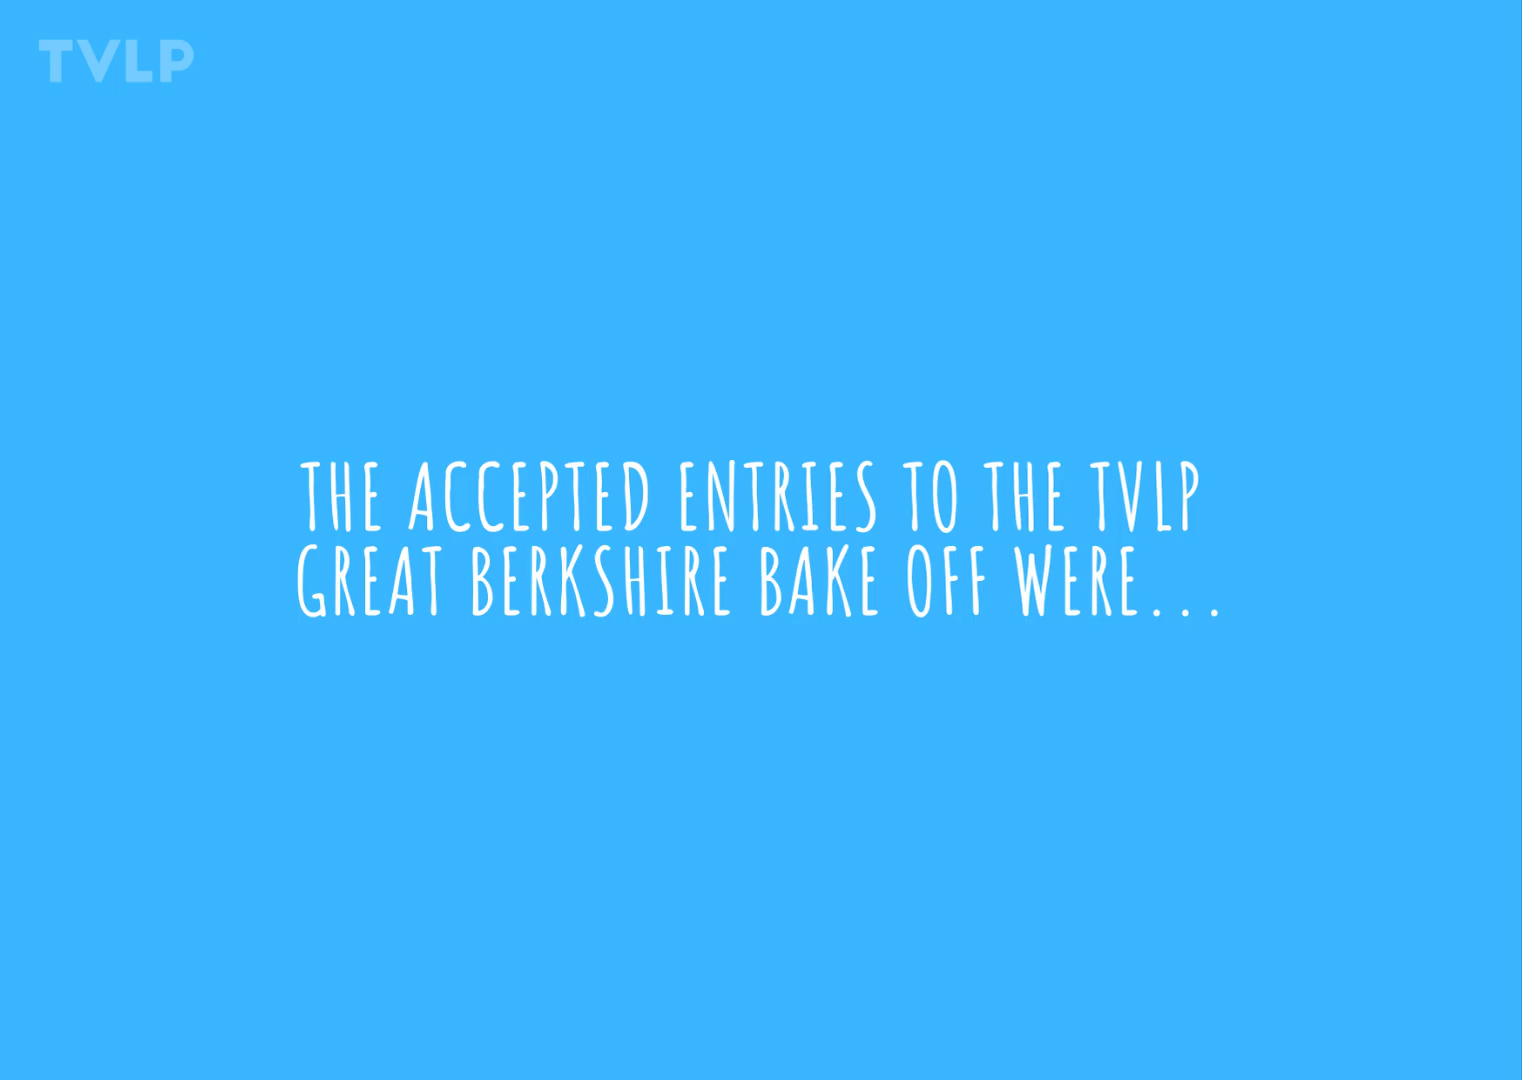 TVLP
THE ACCEPTED ENTRIES TO THE TVLP
GREAT BERKSHIRE BAKE OFF WERE...